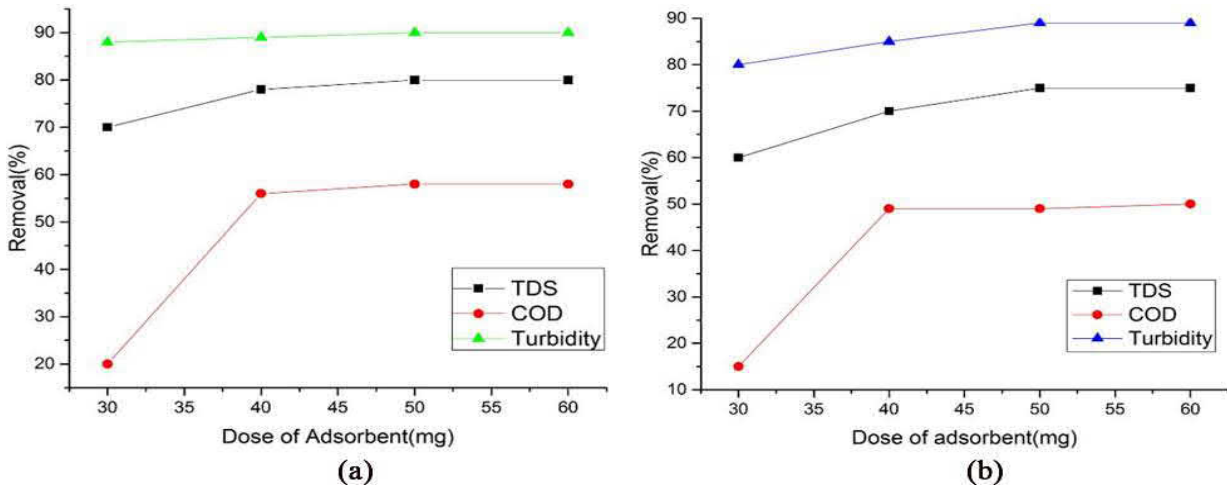 90
80
70
60
50
40
30
20
Removal(%)
TDS
COD
Turbidity
30 35 40 45 50 55 60
Dose of Adsorbent(mg)
(a)
90
80
70
60
50
40
30
20
10
Removal(%)
TDS
COD
Turbidity
30 35 40 45 50 55 60
Dose of adsorbent(mg)
(b)